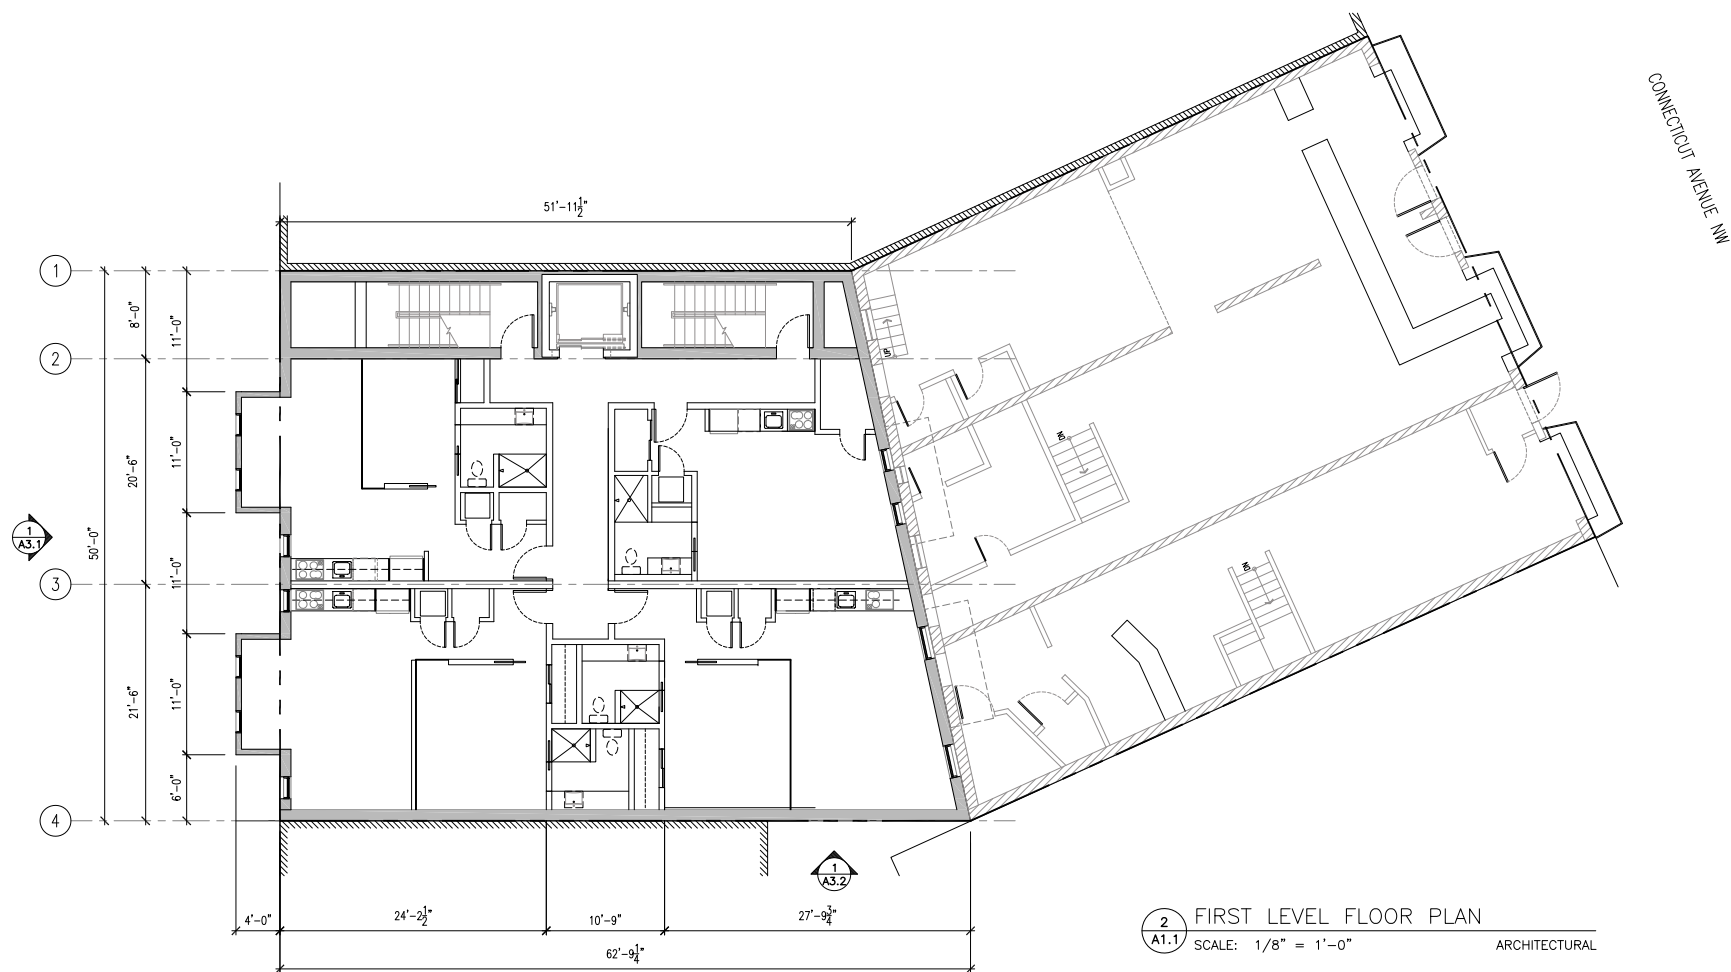 CONNECTICUT AVENUE NW
51'-11 1/2"
1
2
3
4
8'-0"
20'-6"
21'-6"
50'-0"
11'-0"
11'-0"
11'-0"
11'-0"
6'-0"
1
A3.1
UP
DN
DN
1
A3.2
4'-0"
24'-2 1/2"
10'-9"
27'-9 3/4"
62'-9 1/4"
2
A1.1
FIRST LEVEL FLOOR PLAN
SCALE: 1/8" = 1'-0"
ARCHITECTURAL